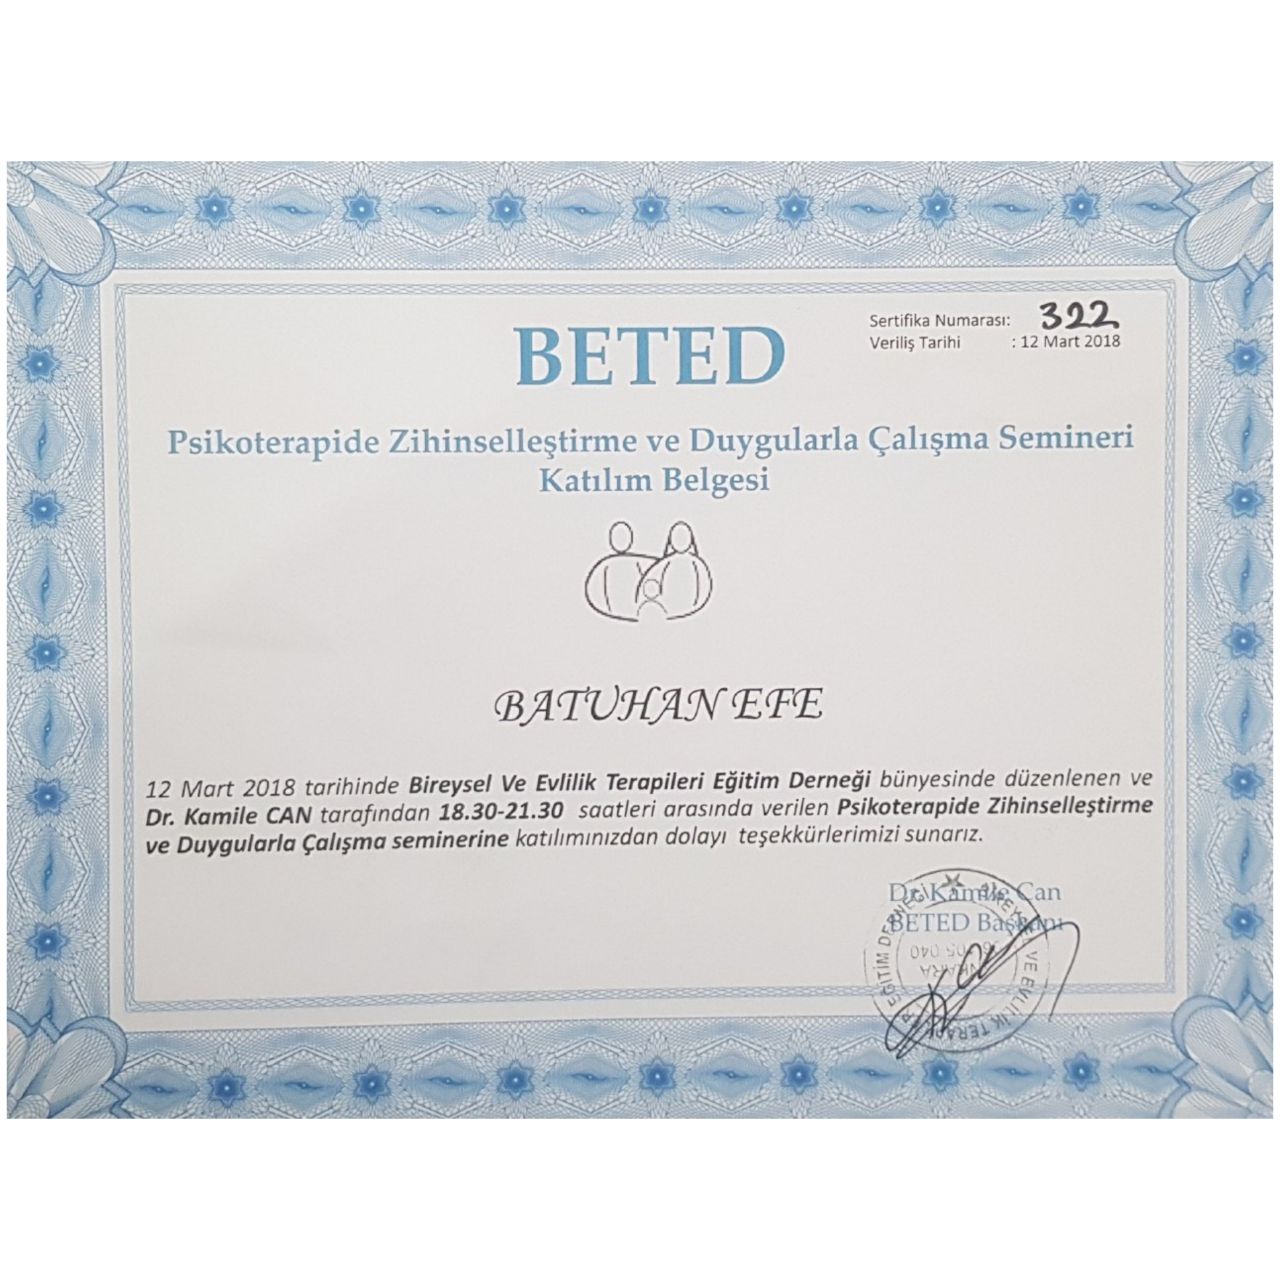 Sertifika Numarası: 322
Veriliş Tarihi : 12 Mart 2018
BETED
Psikoterapide Zihinselleştirme ve Duygularla Çalışma Semineri
Katılım Belgesi
BATUHAN EFE
12 Mart 2018 tarihinde Bireysel Ve Evlilik Terapileri Eğitim Derneği bünyesinde düzenlenen ve
Dr. Kamile CAN tarafından 18.30-21.30 saatleri arasında verilen Psikoterapide Zihinselleştirme
ve Duygularla Çalışma seminerine katılımınızdan dolayı teşekkürlerimizi sunarız.
Dr. Kamile Can
BETED Başkanı